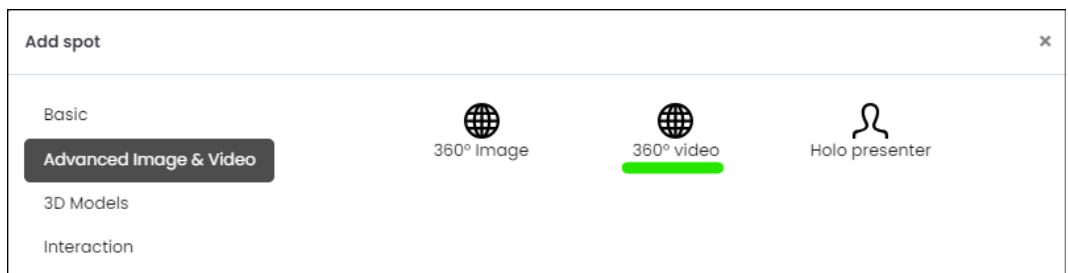 Add spot
×
Basic
Advanced Image & Video
3D Models
Interaction
360° Image
360° video
Holo presenter